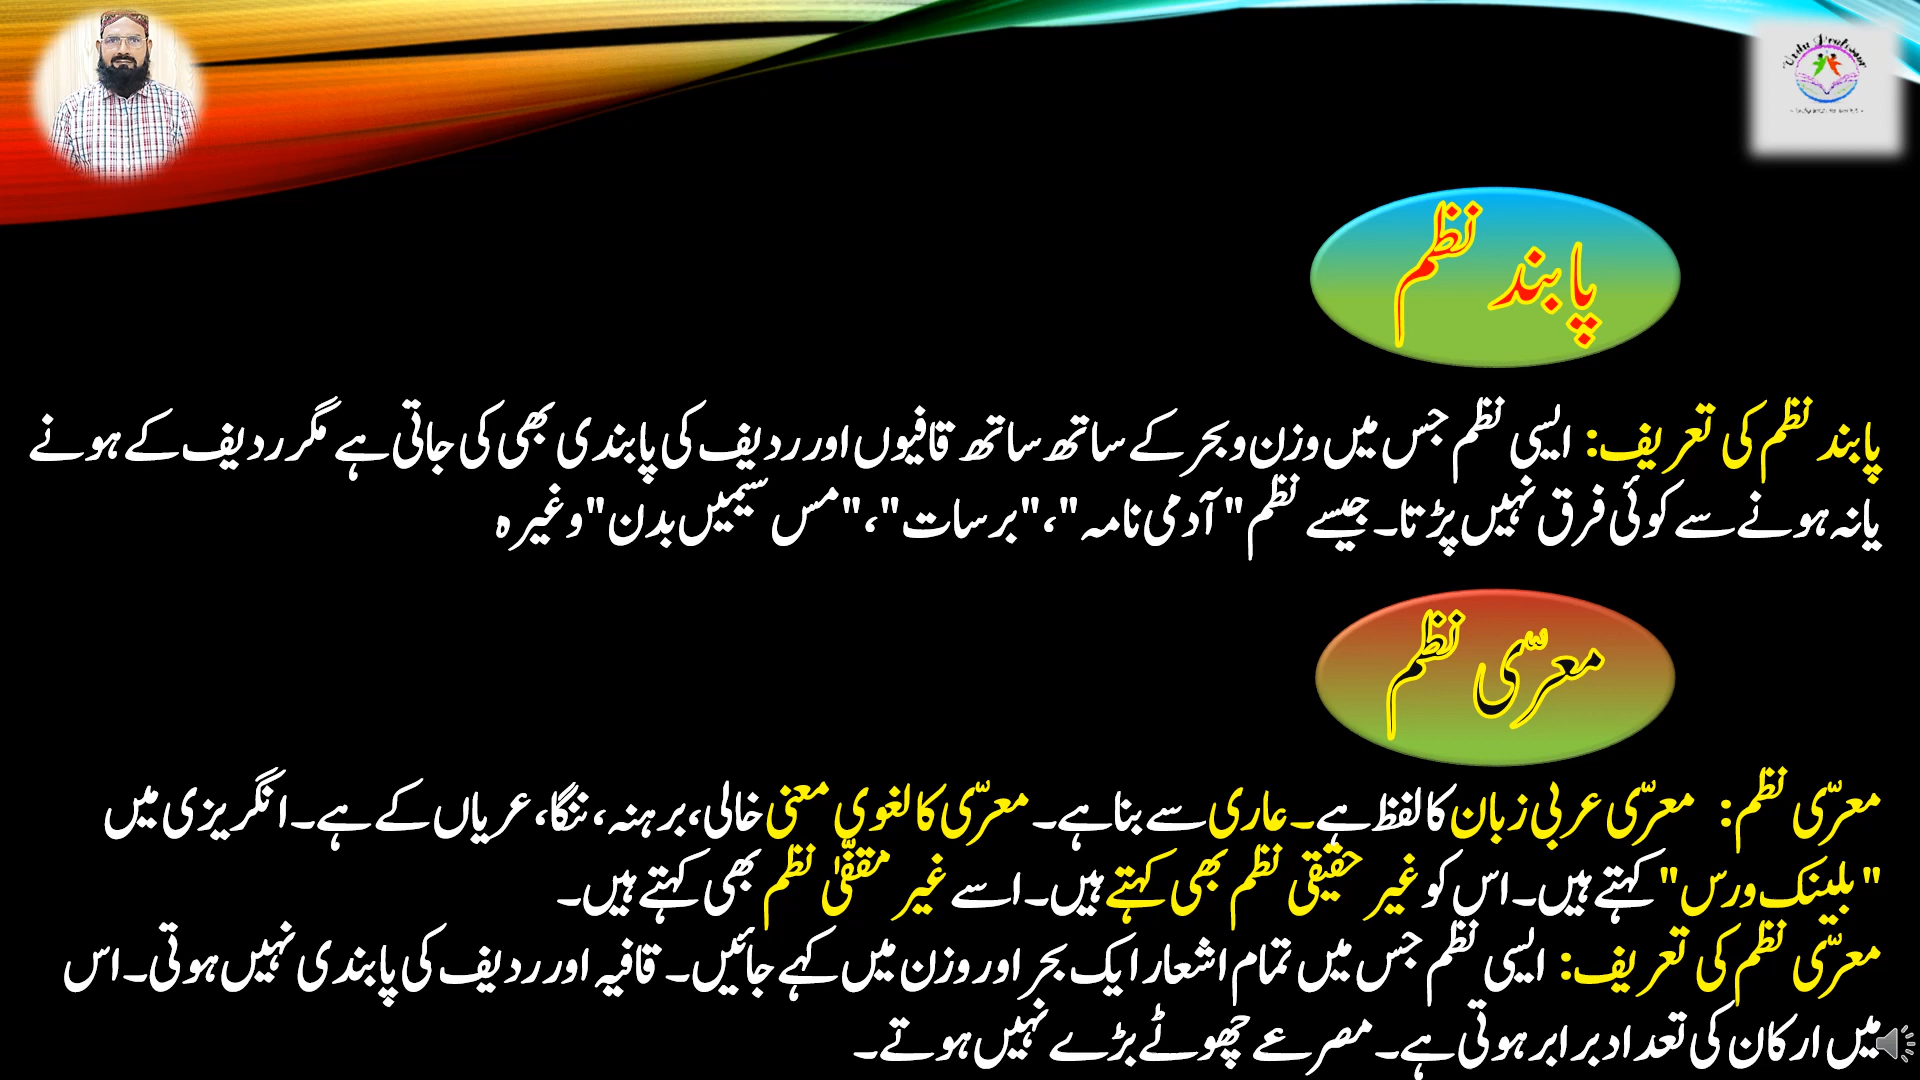 Urdu Professor
پابند نظم
پابند نظم کی تعریف: ایسی نظم جس میں وزن و بحر کے ساتھ ساتھ قافیوں اور ردیف کی پابندی بھی کی جاتی ہے مگر ردیف کے ہونے
یا نہ ہونے سے کوئی فرق نہیں پڑتا۔ جیسے نظم "آدمی نامہ"،"برسات"،"مس سیمیں بدن"وغیرہ
معرّی نظم
معرّی نظم: معرّی عربی زبان کا لفظ ہے۔عاری سے بنا ہے۔ معرّی کا لغوی معنی خالی،برہنہ، ننگا، عریاں کے ہے۔انگریزی میں
"بلینک ورس"کہتے ہیں۔اس کو غیر حقیقی نظم بھی کہتے ہیں۔اسے غیر مقفّیٰ نظم بھی کہتے ہیں۔
معرّی نظم کی تعریف: ایسی نظم جس میں تمام اشعار ایک بحر اور وزن میں کہے جائیں۔ قافیہ اور ردیف کی پابندی نہیں ہوتی۔اس
میں ارکان کی تعداد برابر ہوتی ہے۔ مصرعے چھوٹے بڑے نہیں ہوتے۔